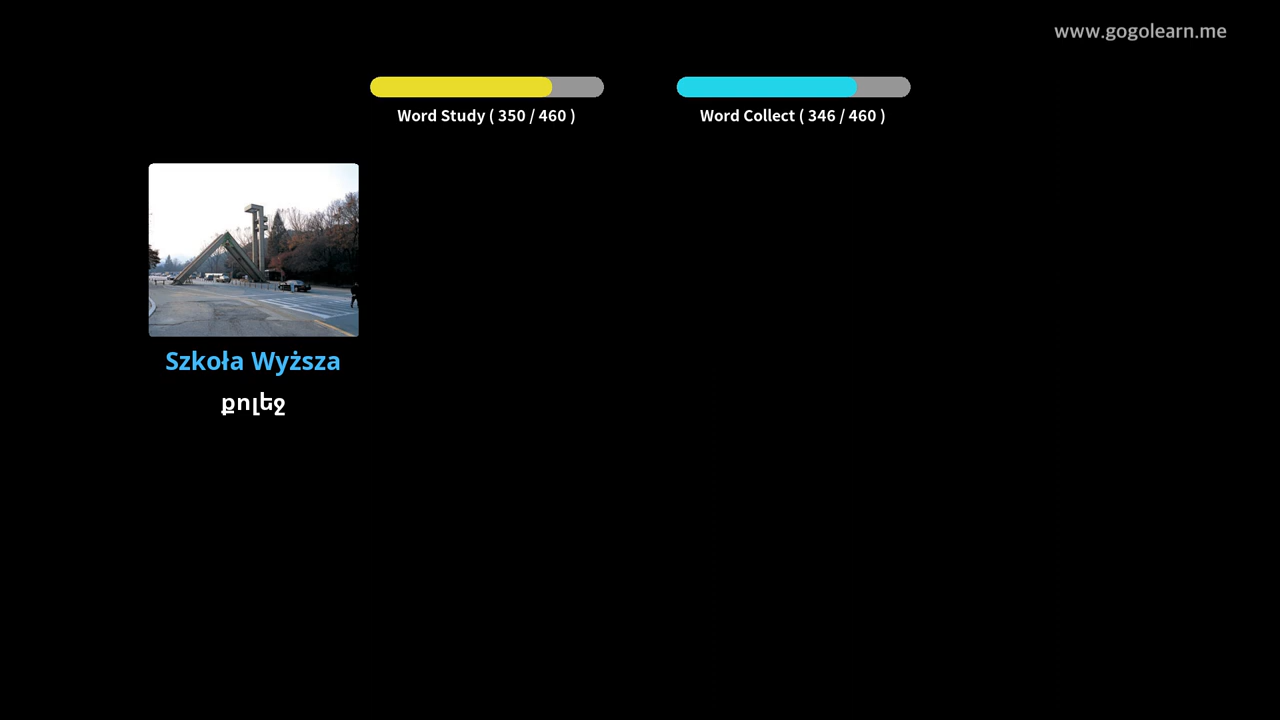 www.gogolearn.me
Word Study ( 350 / 460 )
Word Collect ( 346 / 460 )
Szkoła Wyższa
քոլեջ